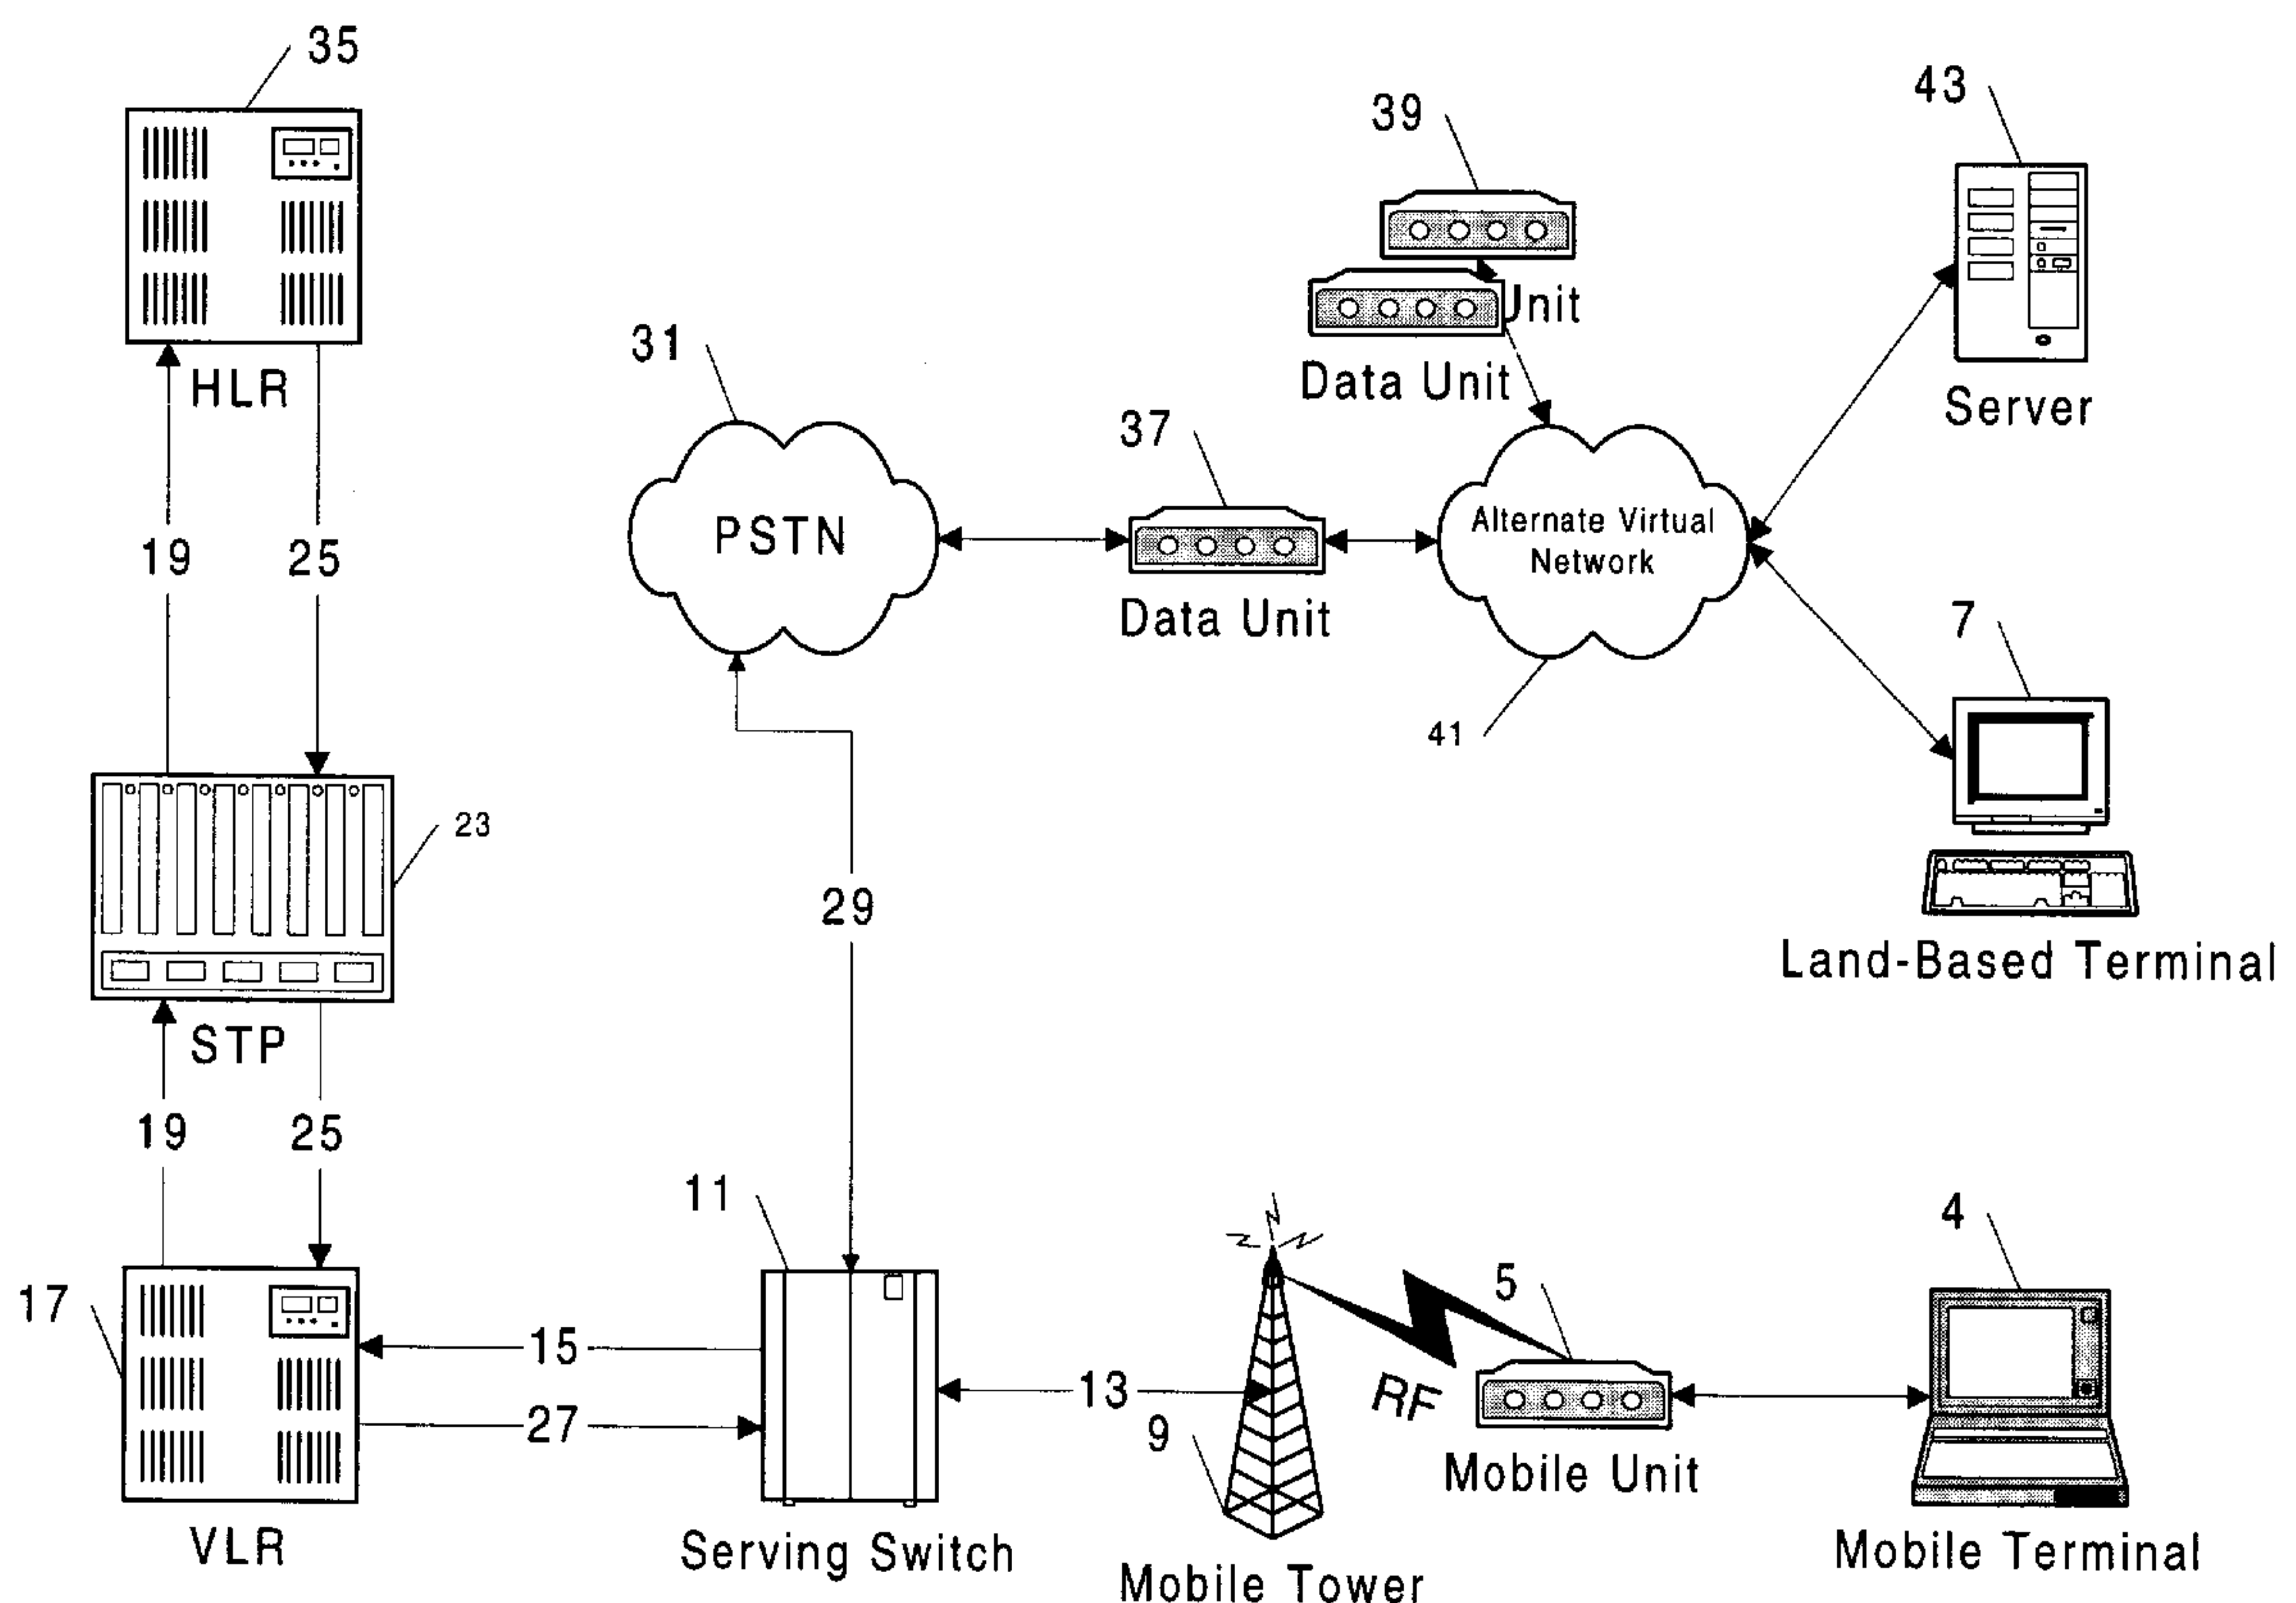 35
39
43
Unit
31
HLR
Data Unit
Server
37
PSTN
Alternate Virtual
Network
19
25
Data Unit
7
41
23
29
Land-Based Terminal
STP
19
25
11
4
5
17
15
13
RF
27
9
Mobile Unit
VLR
Serving Switch
Mobile Terminal
Mobile Tower